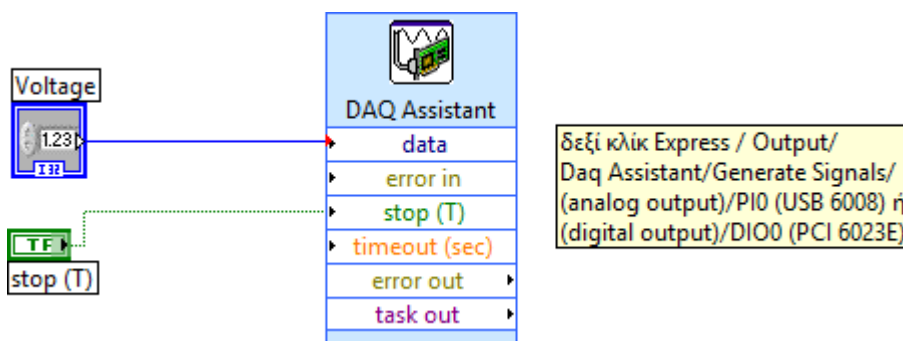 Voltage
1.23
I32
TF
stop (T)
DAQ Assistant
data
error in
stop (T)
timeout (sec)
error out
task out
δεξί κλίκ Express / Output/
Daq Assistant/Generate Signals/
(analog output)/PI0 (USB 6008) ή
(digital output)/DIO0 (PCI 6023E)